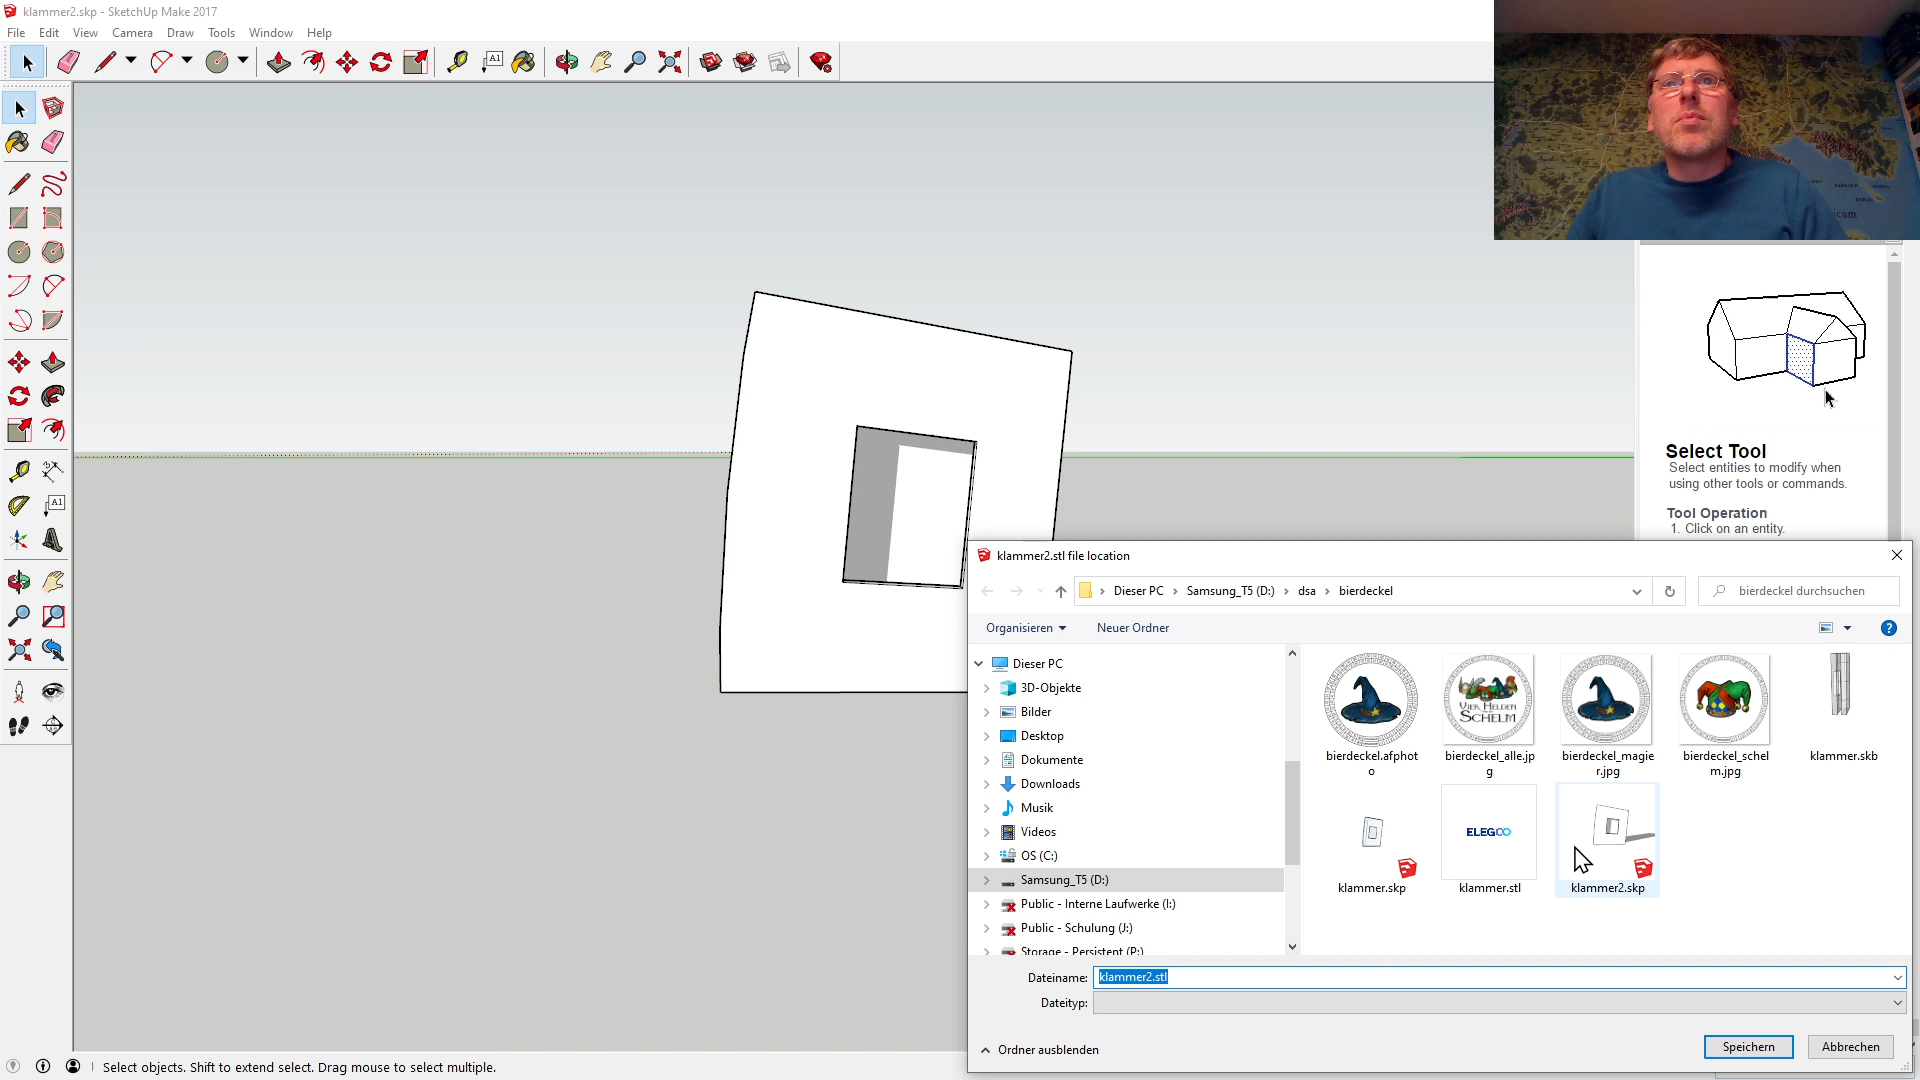 klammer2.skp - SketchUp Make 2017
File Edit View Camera Draw Tools Window Help
A1
A1
Select Tool
Select entities to modify when
using other tools or commands.
Tool Operation
1. Click on an entity.
klammer2.stl file location
Dieser PC > Samsung_T5 (D:) > dsa > bierdeckel
bierdeckel durchsuchen
Organisieren
Neuer Ordner
Dieser PC
3D-Objekte
Bilder
Desktop
Dokumente
Downloads
Musik
Videos
OS (C:)
Samsung_T5 (D:)
Public - Interne Laufwerke (I:)
Public - Schulung (J:)
Storage - Persistent (P:)
VIER HELDEN
SCHELM
bierdeckel.afphot
o
bierdeckel_alle.jp
g
bierdeckel_magie
r.jpg
bierdeckel_schel
m.jpg
klammer.skb
ELEGOO
klammer.skp
klammer.stl
klammer2.skp
Dateiname: klammer2.stl
Dateityp:
Ordner ausblenden
Speichern
Abbrechen
Select objects. Shift to extend select. Drag mouse to select multiple.